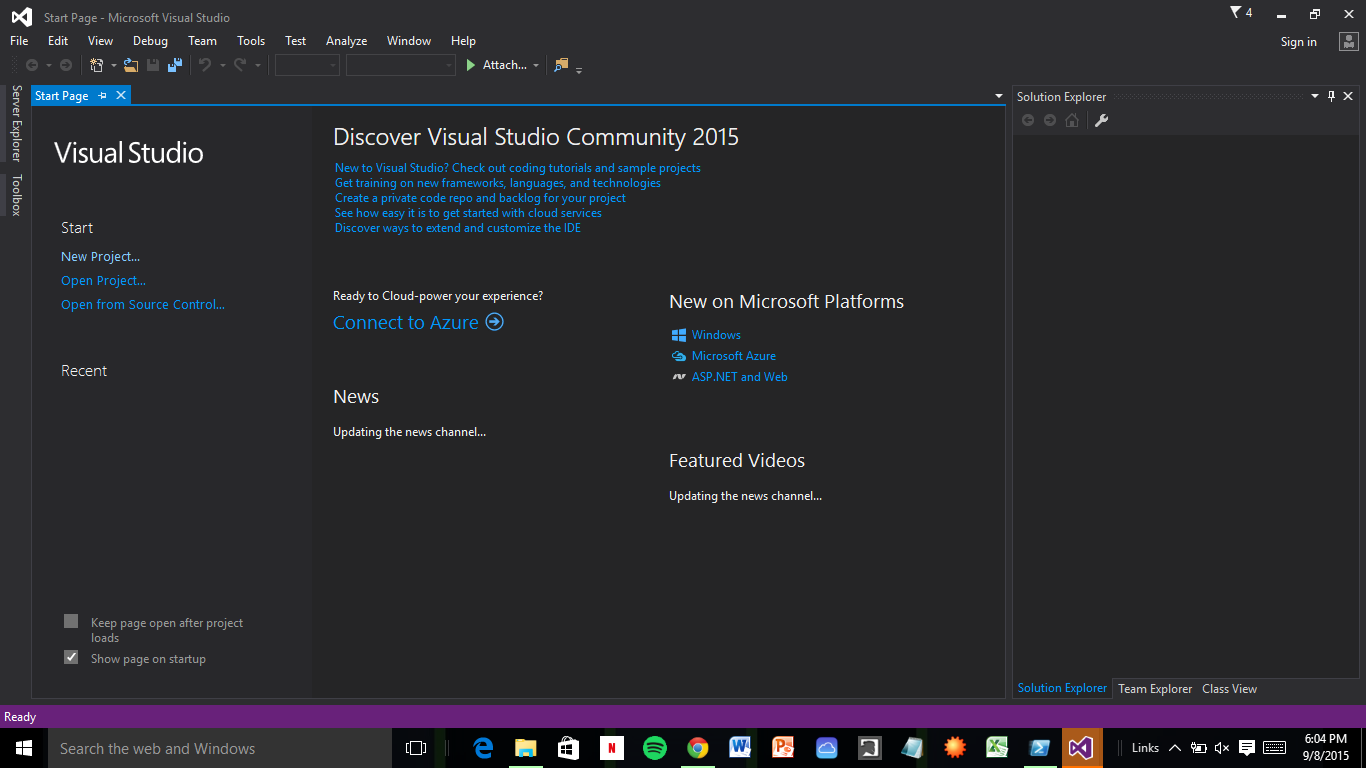 Start Page - Microsoft Visual Studio
4
File Edit View Debug Team Tools Test Analyze Window Help
Sign in
Attach...
Server Explorer
Toolbox
Start Page
Visual Studio
Start
New Project...
Open Project...
Open from Source Control...
Recent
Keep page open after project
loads
Show page on startup
Discover Visual Studio Community 2015
New to Visual Studio? Check out coding tutorials and sample projects
Get training on new frameworks, languages, and technologies
Create a private code repo and backlog for your project
See how easy it is to get started with cloud services
Discover ways to extend and customize the IDE
Ready to Cloud-power your experience?
Connect to Azure
News
Updating the news channel...
New on Microsoft Platforms
Windows
Microsoft Azure
ASP.NET and Web
Featured Videos
Updating the news channel...
Solution Explorer
Solution Explorer Team Explorer Class View
Ready
Search the web and Windows
N
Links
6:04 PM
9/8/2015